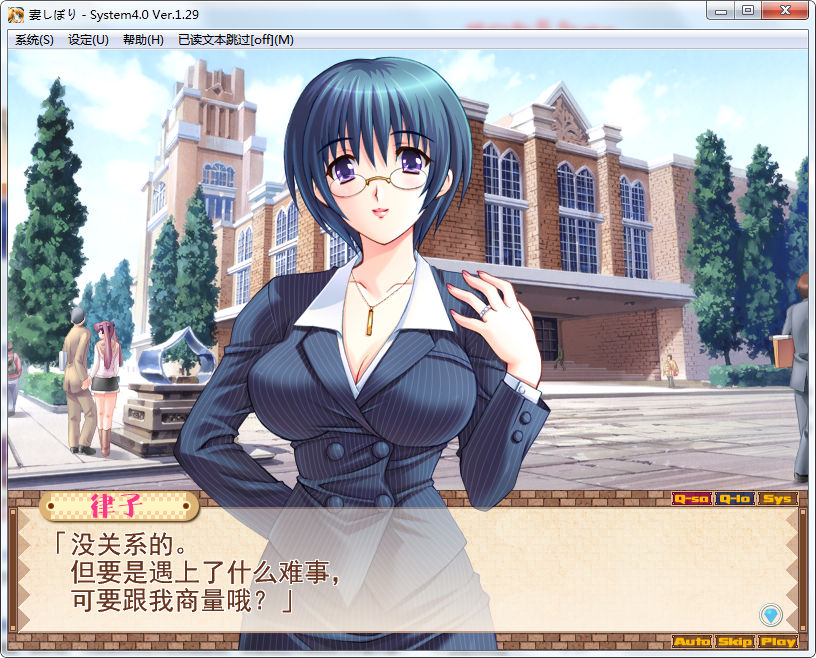 妻しぼり - System4.0 Ver.1.29
系统(S) 设定(U) 帮助(H) 已读文本跳过[off](M)
Q-sa Q-lo Sys
律子
「没关系的。
但要是遇上了什么难事，
可要跟我商量哦？」
Auto Skip Play